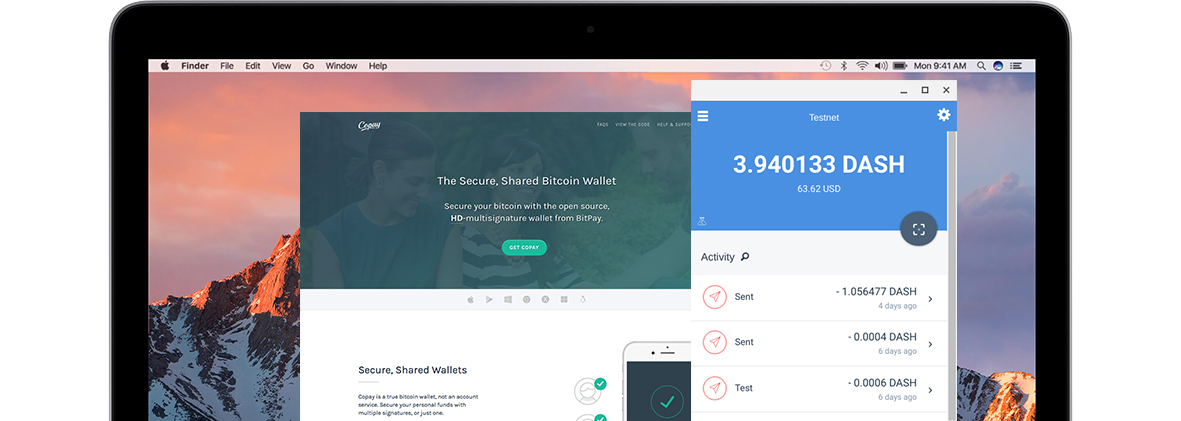 Finder File Edit View Go Window Help Mon 9:41 AM
Copay FAQS VIEW THE CODE HELP & SUPPO
The Secure, Shared Bitcoin Wallet
Secure your bitcoin with the open source,
HD-multisignature wallet from BitPay.
GET COPAY
Secure, Shared Wallets
Copay is a true bitcoin wallet, not an account
service. Secure your personal funds with
multiple signatures, or just one.
Testnet
3.940133 DASH
63.62 USD
Activity
Sent - 1.056477 DASH
4 days ago
Sent - 0.0004 DASH
6 days ago
Test - 0.0006 DASH
6 days ago